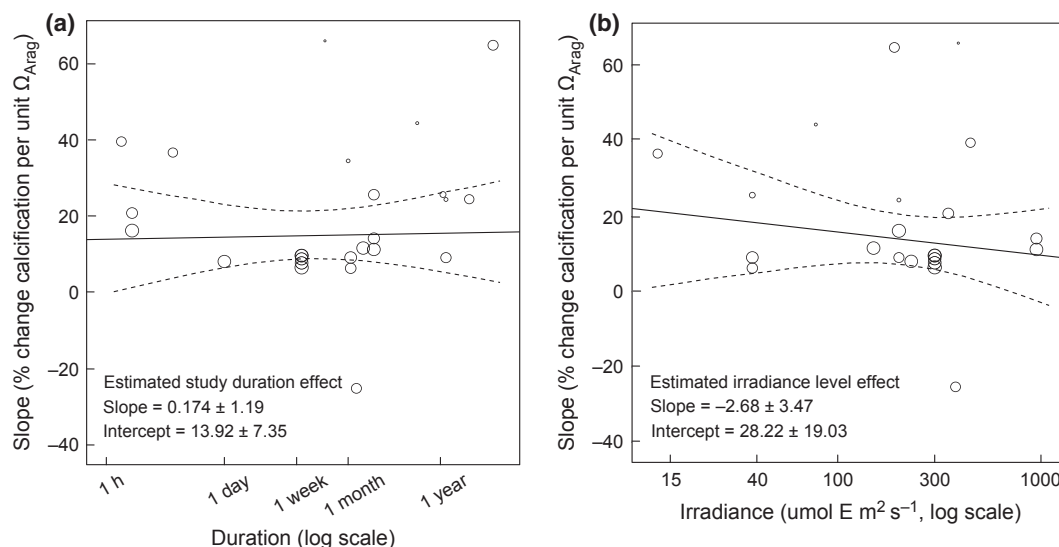 (a)
Slope (% change calcification per unit ΩArag)
60
40
20
0
–20
–40
Estimated study duration effect
Slope = 0.174 ± 1.19
Intercept = 13.92 ± 7.35
1 h
1 day
1 week
1 month
1 year
Duration (log scale)
(b)
Slope (% change calcification per unit ΩArag)
60
40
20
0
–20
–40
Estimated irradiance level effect
Slope = –2.68 ± 3.47
Intercept = 28.22 ± 19.03
15
40
100
300
1000
Irradiance (umol E m² s⁻¹, log scale)